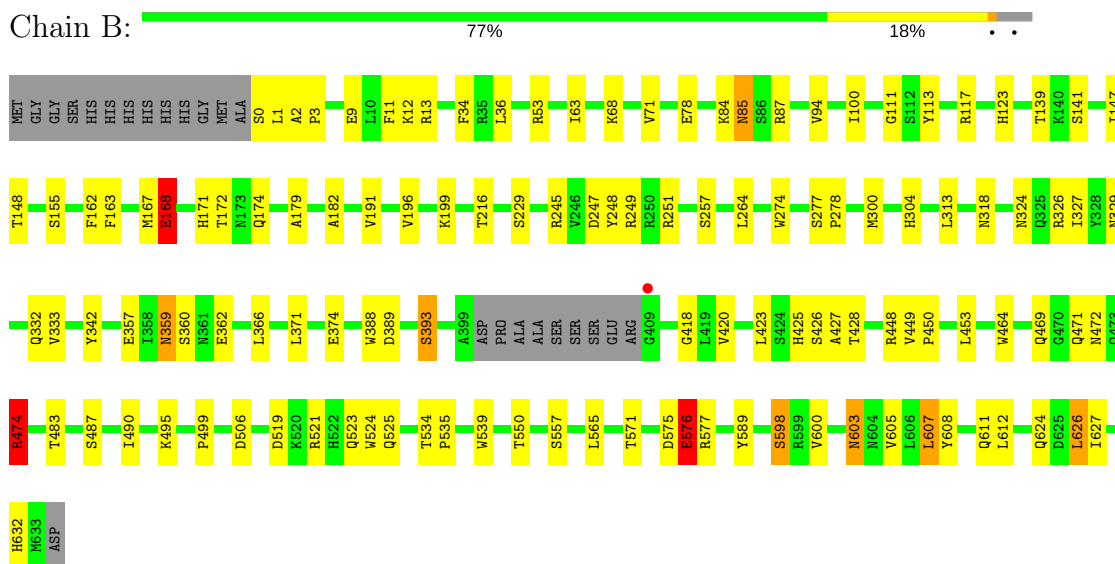 Chain B:
77% 18% • •
MET GLY GLY SER HIS HIS HIS HIS HIS HIS GLY MET ALA S0 L1 A2 P3 E9 L10 F11 K12 R13 F34 R35 L36 R53 I63 K68 V71 E78 K84 N85 S86 R87 V94 I100 G111 S112 Y113 R117 H123 T139 K140 S141
T148 S155 F162 F163 M167 E168 H171 T172 N173 Q174 A179 A182 V191 V196 K199 T216 S229 R245 V246 D247 Y248 R249 R250 R251 S257 L264 W274 S277 P278 M300 H304 L313 N318 N324 Q325 R326 I327 Y328
Q332 V333 Y342 E357 I358 N359 S360 N361 E362 L366 L371 E374 W388 D389 S393 A399 ASP PRO ALA ALA SER SER SER GLU ARG G409 G418 L419 V420 L423 S424 H425 S426 A427 T428 R448 V449 P450 L453 W464 Q469 G470 Q471 N472
R474 T483 S487 I490 K495 P499 D506 D519 K520 R521 H522 Q523 W524 Q525 T534 P535 W539 T550 S557 L565 T571 D575 E576 R577 Y589 S598 R599 V600 N603 N604 V605 L606 L607 Y608 Q611 L612 Q624 D625 L626 I627
H632 M633 ASP